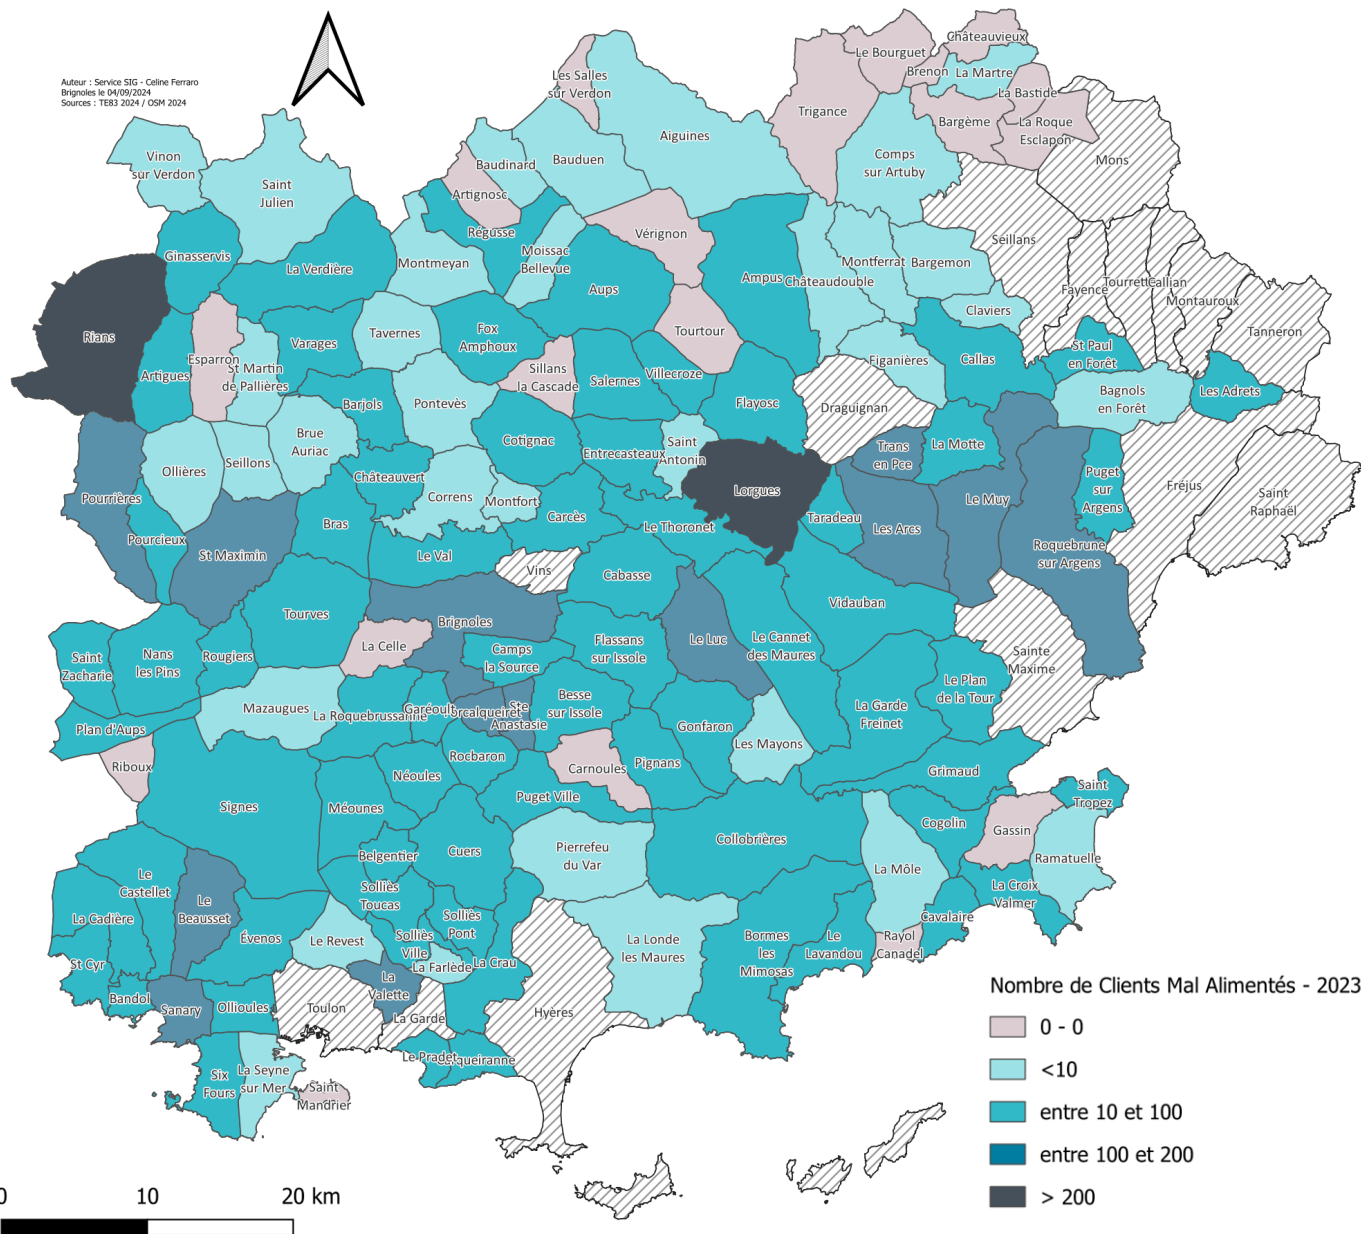 Auteur : Service SIG - Celine Ferraro
Brignoles le 04/09/2024
Sources : TE83 2024 / OSM 2024
Châteauvieux
Le Bourguet
Brenon
La Martre
Les Salles
sur Verdon
La Bastide
Trigance
Bargème
La Roque
Esclapon
Aiguines
Vinon
sur Verdon
Baudinard
Bauduen
Comps
sur Artuby
Mons
Saint
Julien
Artignosc
Régusse
Vérignon
Seillans
Ginasservis
La Verdière
Montmeyan
Moissac
Bellevue
Aups
Ampus
Châteaudouble
Montferrat
Bargemon
Fayence
Tourret
Callian
Montauroux
Claviers
Tanneron
Rians
Tavernes
Fox
Amphoux
Tourtour
Varages
Esparron
St Martin
de Pallières
Artigues
Sillans
la Cascade
Salernes
Villecroze
Figanières
Callas
St Paul
en Forêt
Bagnols
en Forêt
Les Adrets
Barjols
Pontevès
Flayosc
Draguignan
Brue
Auriac
Cotignac
Entrecasteaux
Saint
Antonin
Trans
en Pce
La Motte
Ollières
Seillons
Châteauvert
Correns
Montfort
Lorgues
Puget
sur
Argens
Fréjus
Saint
Raphaël
Pourrières
Pourcieux
Bras
Carcès
Le Thoronet
Taradeau
Les Arcs
Le Muy
Roquebrune
sur Argens
St Maximin
Le Val
Vins
Cabasse
Vidauban
Tourves
Brignoles
La Celle
Camps
la Source
Flassans
sur Issole
Le Luc
Le Cannet
des Maures
Sainte
Maxime
Saint
Zacharie
Nans
les Pins
Rougiers
Mazaugues
La Roquebrussanne
Garéoult
Forcalqueiret
Ste
Anastasie
Besse
sur Issole
Gonfaron
La Garde
Freinet
Le Plan
de la Tour
Plan d'Aups
Les Mayons
Riboux
Rocbaron
Néoules
Carnoules
Pignans
Grimaud
Saint
Tropez
Signes
Méounes
Puget Ville
Cogolin
Gassin
Collobrières
Ramatuelle
Belgentier
Cuers
Pierrefeu
du Var
La Môle
Le
Castellet
Le
Beausset
Solliès
Toucas
La Croix
Valmer
La Cadière
Évenos
Le Revest
Solliès
Pont
Solliès
Ville
La Farlède
La Crau
La Londe
les Maures
Bormes
les
Mimosas
Le
Lavandou
Rayol
Canadel
Cavalaire
St Cyr
Bandol
Sanary
Ollioules
Toulon
La
Valette
La Garde
Hyères
Six
Fours
La Seyne
sur Mer
Saint
Mandrier
Le Pradet
Carqueiranne
Nombre de Clients Mal Alimentés - 2023
0 - 0
<10
entre 10 et 100
entre 100 et 200
> 200
0 10 20 km